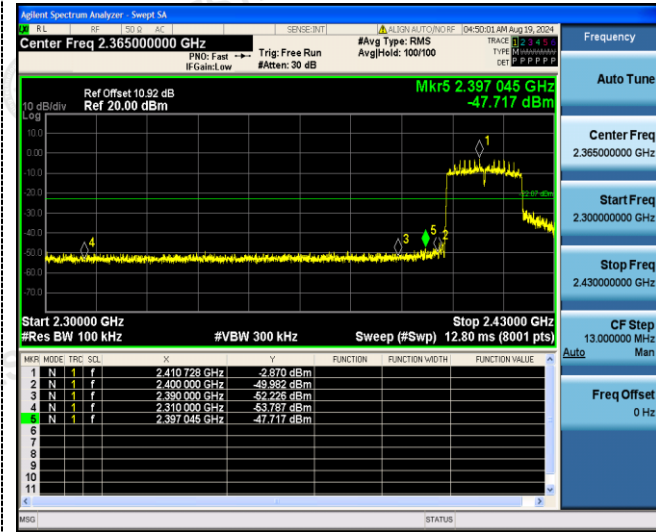 Agilent Spectrum Analyzer - Swept SA
RL RF 50 Ω AC SENSE:INT ALIGN AUTO/NO RF 04:50:01 AM Aug 19, 2024
Center Freq 2.365000000 GHz
PNO: Fast
IFGain:Low
Trig: Free Run
#Atten: 30 dB
#Avg Type: RMS
Avg|Hold: 100/100
TRACE 1 2 3 4 5 6
TYPE
DET P P P P P P
Ref Offset 10.92 dB
Ref 20.00 dBm
10 dB/div
Log
Mkr5 2.397 045 GHz
-47.717 dBm
10.0
0.00
-10.0
-20.0
-30.0
-40.0
-50.0
-60.0
-70.0
-22.87 dBm
1
2
3
4
5
Start 2.30000 GHz
Stop 2.43000 GHz
#Res BW 100 kHz
#VBW 300 kHz
Sweep (#Swp) 12.80 ms (8001 pts)
MKR MODE TRC SCL X Y FUNCTION FUNCTION WIDTH FUNCTION VALUE
1 N 1 f 2.410 728 GHz -2.870 dBm
2 N 1 f 2.400 000 GHz -49.982 dBm
3 N 1 f 2.390 000 GHz -52.226 dBm
4 N 1 f 2.310 000 GHz -53.787 dBm
5 N 1 f 2.397 045 GHz -47.717 dBm
6
7
8
9
10
11
MSG
STATUS
Frequency
Auto Tune
Center Freq
2.365000000 GHz
Start Freq
2.300000000 GHz
Stop Freq
2.430000000 GHz
CF Step
13.000000 MHz
Auto Man
Freq Offset
0 Hz